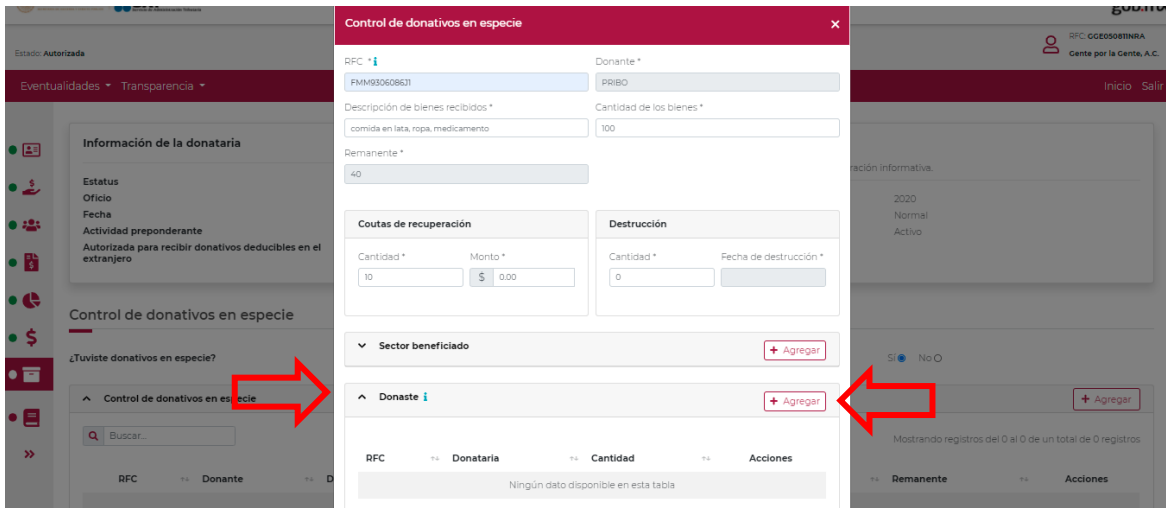 Control de donativos en especie ×
Estado: Autorizada
RFC: GGE050811NRA
Gente por la Gente, A.C.
Eventualidades Transparencia
Inicio Salir
RFC * i Donante *
FMM9306086J1 PRIBO
Descripción de bienes recibidos * Cantidad de los bienes *
comida en lata, ropa, medicamento 100
Remanente *
40
Información de la donataria
ración informativa.
Estatus 2020
Oficio Normal
Fecha Activo
Actividad preponderante
Autorizada para recibir donativos deducibles en el
extranjero
Coutas de recuperación Destrucción
Cantidad * Monto * Cantidad * Fecha de destrucción *
10 $ 0.00 0
Control de donativos en especie
Sector beneficiado + Agregar
¿Tuviste donativos en especie? Sí No
Donaste i + Agregar
Control de donativos en especie + Agregar
Buscar...
Mostrando registros del 0 al 0 de un total de 0 registros
RFC Donataria Cantidad Acciones
Ningún dato disponible en esta tabla
RFC Donante D Remanente Acciones